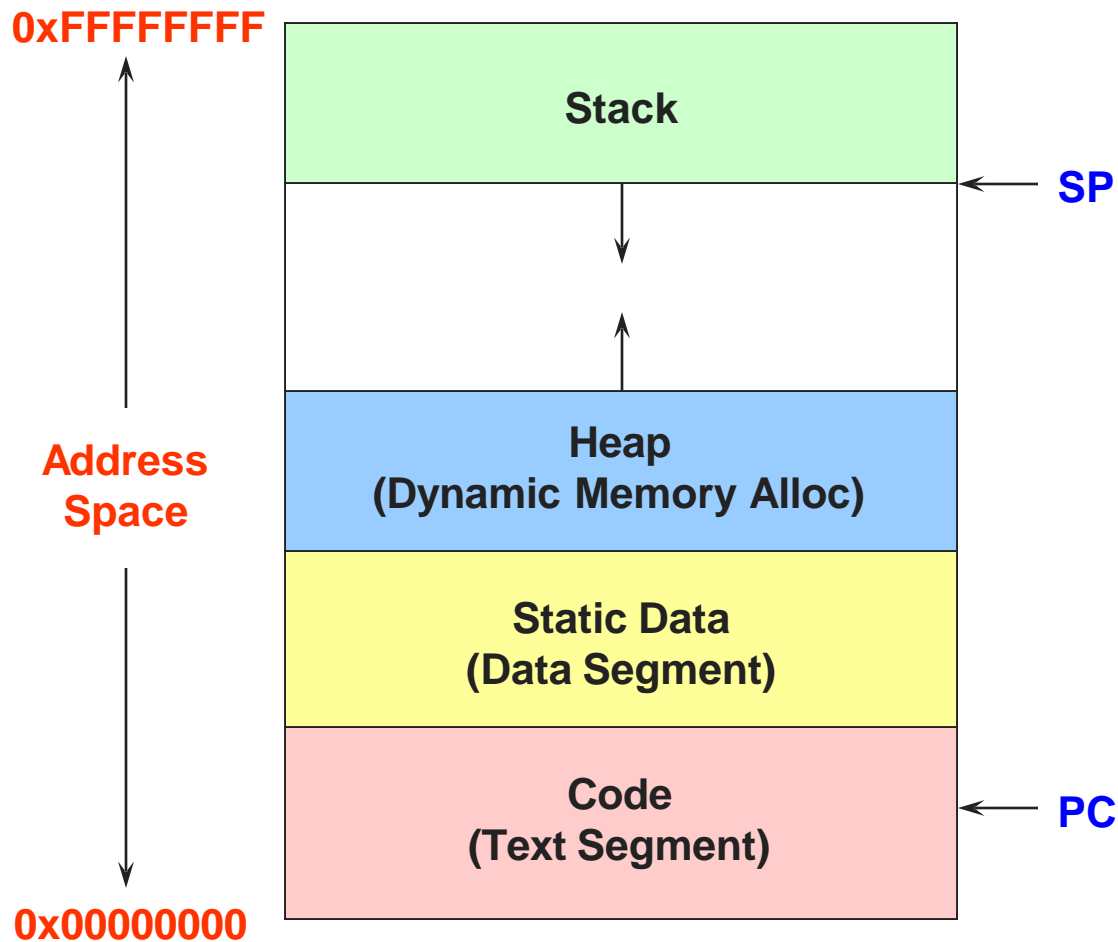 0xFFFFFFFF
Stack
SP
Address
Space
Heap
(Dynamic Memory Alloc)
Static Data
(Data Segment)
Code
(Text Segment)
PC
0x00000000